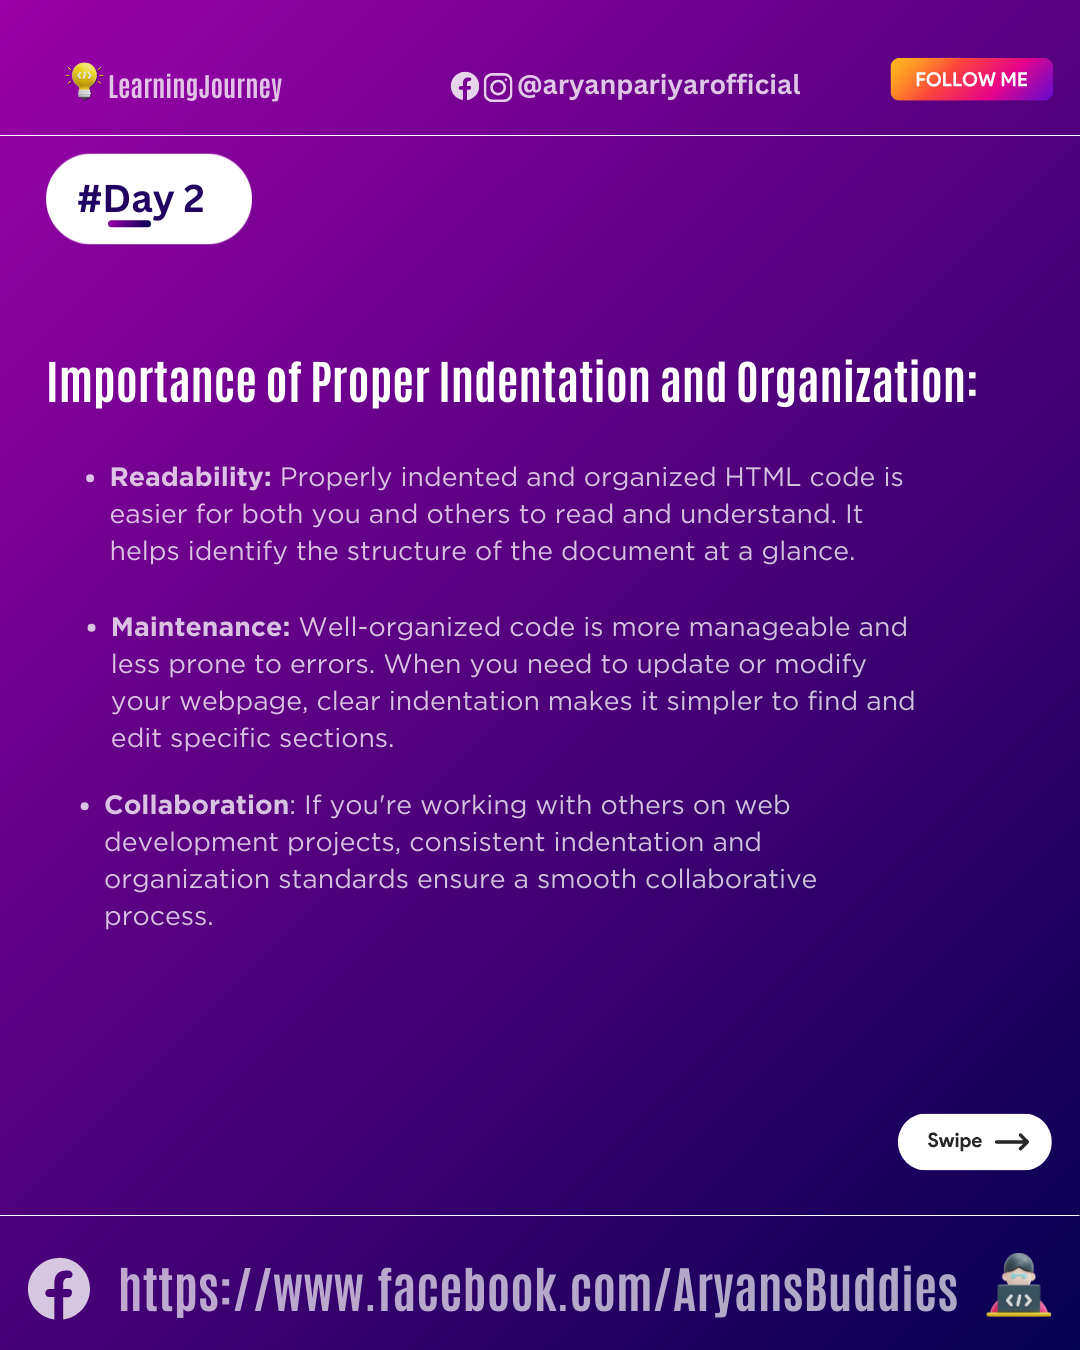 LearningJourney
@aryanpariyarofficial
FOLLOW ME
#Day 2
Importance of Proper Indentation and Organization:
• Readability: Properly indented and organized HTML code is
easier for both you and others to read and understand. It
helps identify the structure of the document at a glance.
• Maintenance: Well-organized code is more manageable and
less prone to errors. When you need to update or modify
your webpage, clear indentation makes it simpler to find and
edit specific sections.
• Collaboration: If you're working with others on web
development projects, consistent indentation and
organization standards ensure a smooth collaborative
process.
Swipe
https://www.facebook.com/AryansBuddies